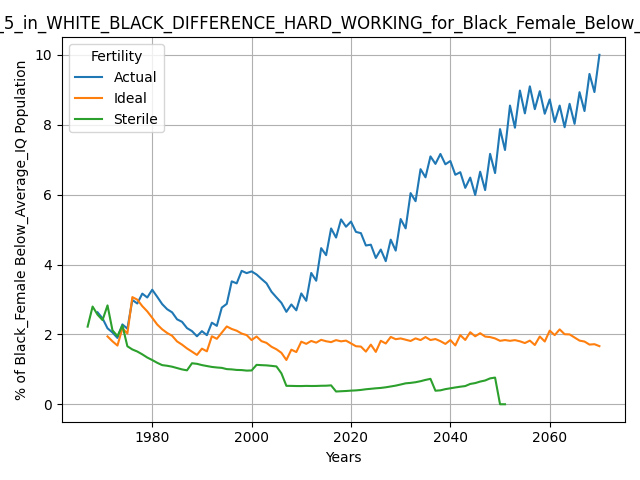 _5_in_WHITE_BLACK_DIFFERENCE_HARD_WORKING_for_Black_Female_Below_
% of Black_Female Below_Average_IQ Population
10
8
6
4
2
0
Fertility
Actual
Ideal
Sterile
1980
2000
2020
2040
2060
Years